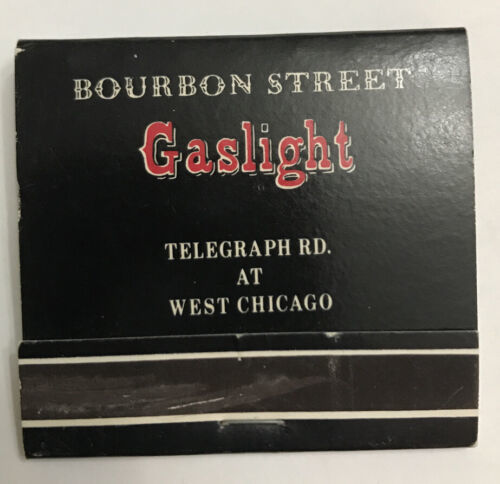 BOURBON STREET
Gaslight
TELEGRAPH RD.
AT
WEST CHICAGO